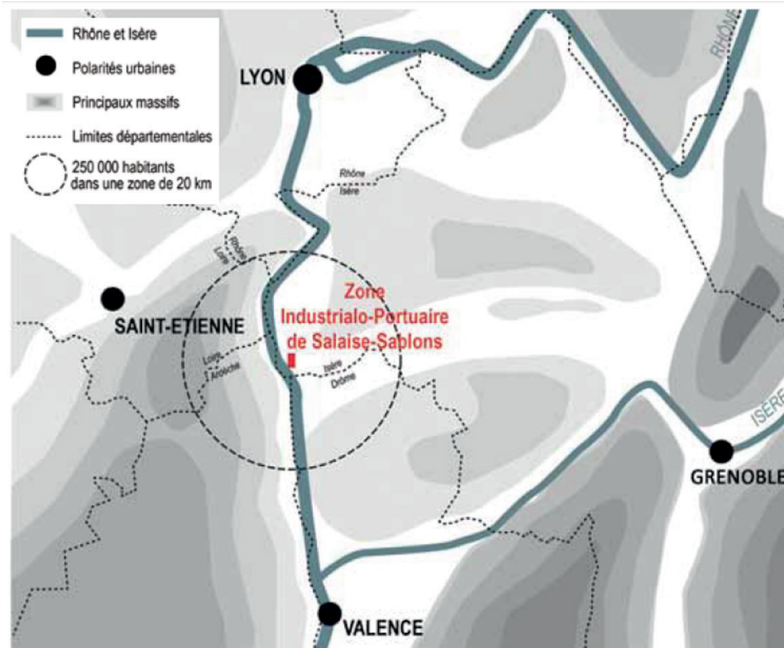 Rhône et Isère
Polarités urbaines
Principaux massifs
Limites départementales
250 000 habitants
dans une zone de 20 km
LYON
RHÔNE
Rhône
Isère
Rhône
Loire
SAINT-ETIENNE
Zone
Industrialo-Portuaire
de Salaise-Sablons
Loire
Ardèche
Isère
Drôme
ISÈRE
GRENOBLE
VALENCE